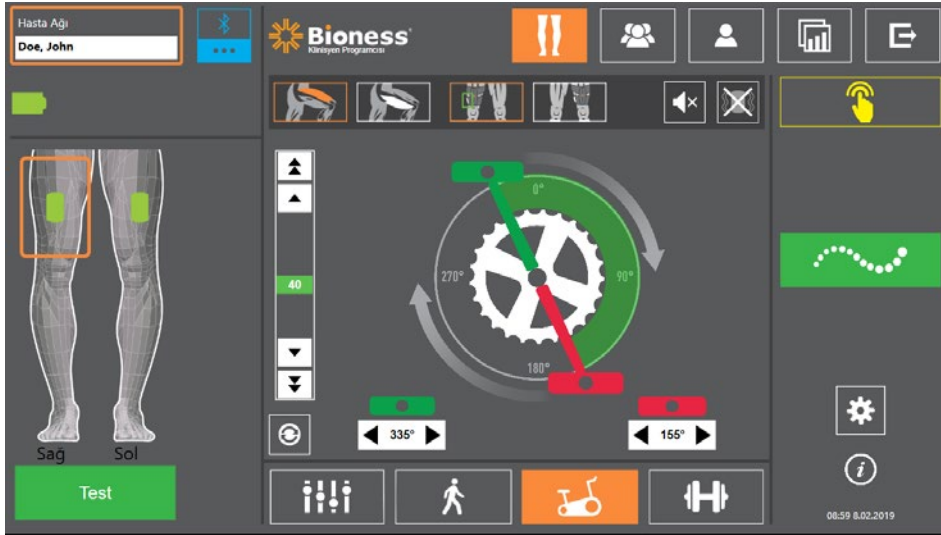 Hasta Ağı
Doe, John
Bioness
Klinisyen Programcısı
0°
90°
180°
270°
40
335°
155°
Sağ
Sol
Test
08:59 8.02.2019